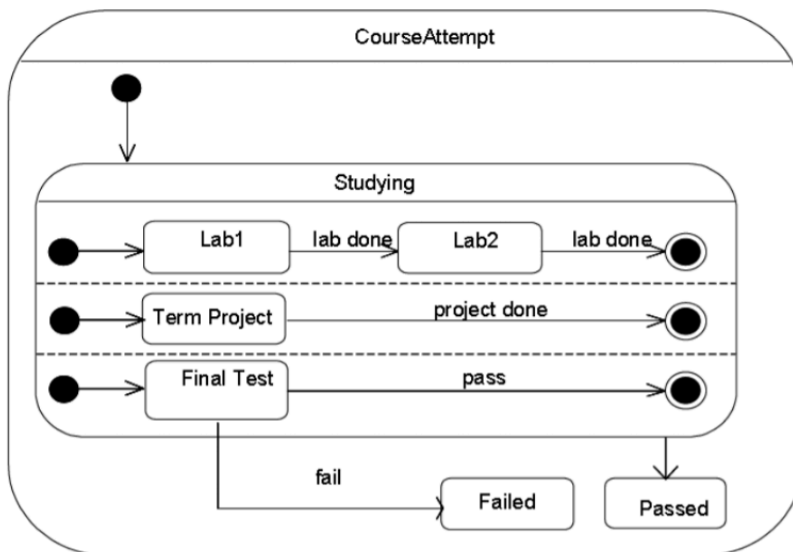 CourseAttempt
Studying
Lab1 lab done Lab2 lab done
Term Project project done
Final Test pass
fail Failed Passed